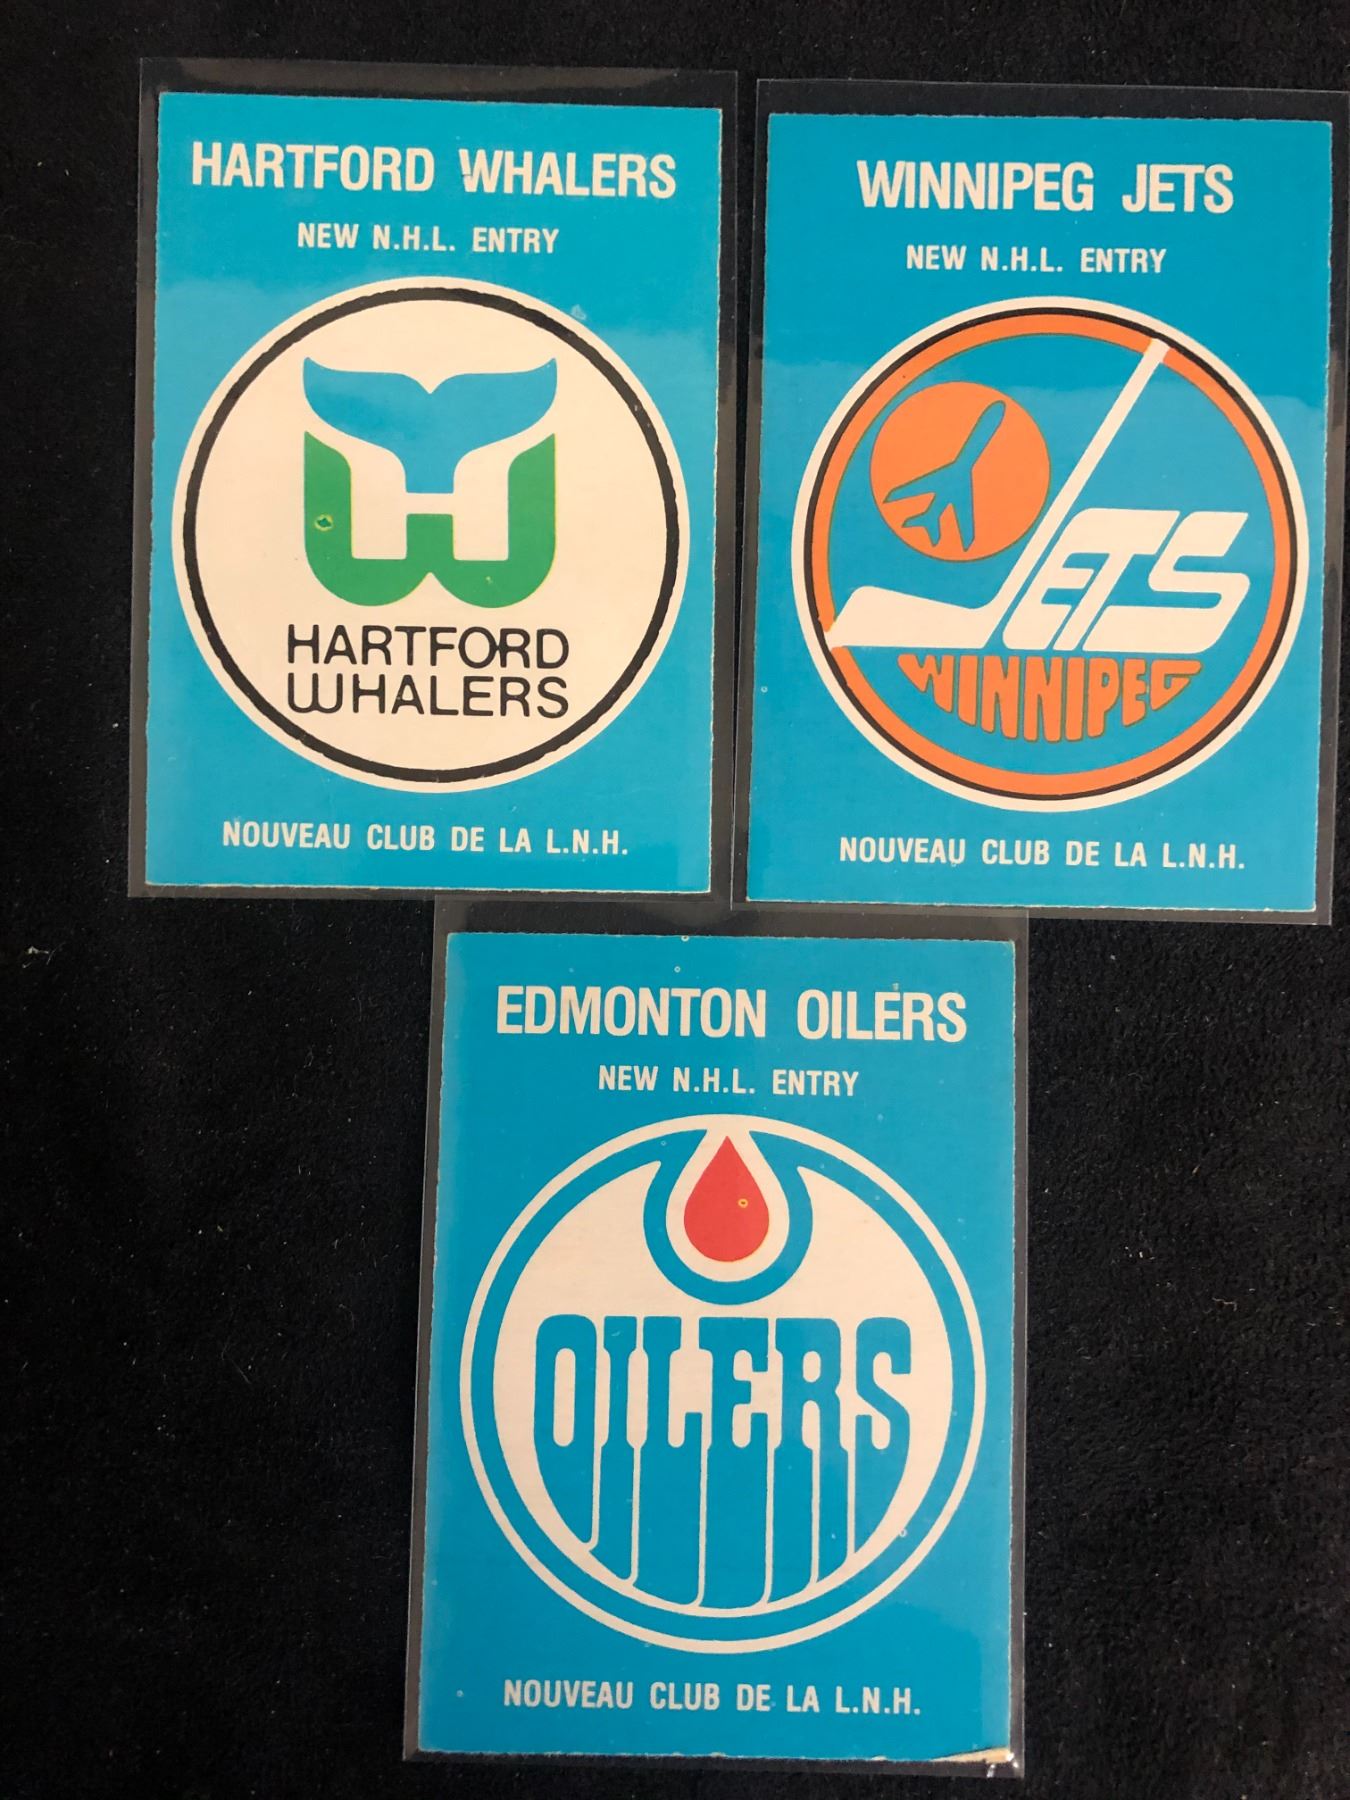 HARTFORD WHALERS
NEW N.H.L. ENTRY
HARTFORD
WHALERS
NOUVEAU CLUB DE LA L.N.H.
WINNIPEG JETS
NEW N.H.L. ENTRY
JETS
WINNIPEG
NOUVEAU CLUB DE LA L.N.H.
EDMONTON OILERS
NEW N.H.L. ENTRY
OILERS
NOUVEAU CLUB DE LA L.N.H.